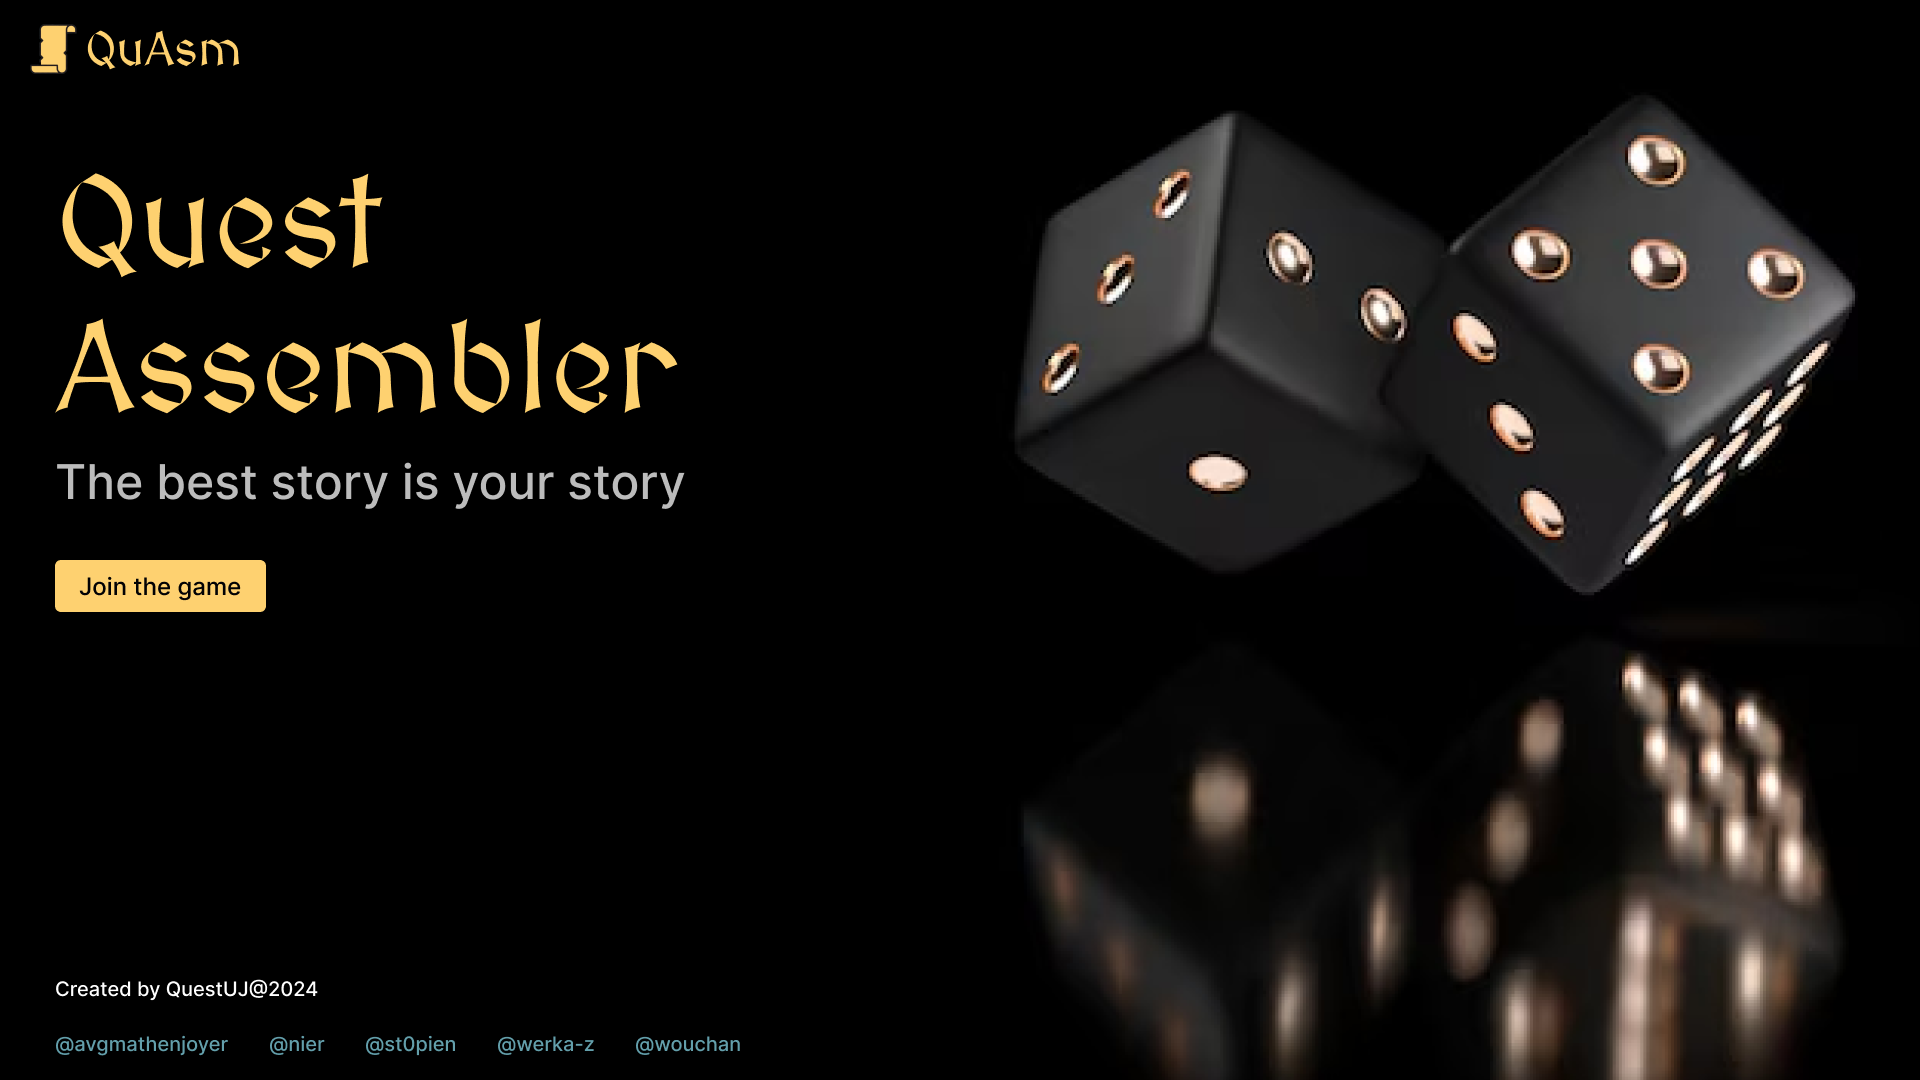 QuAsm
Quest
Assembler
The best story is your story
Join the game
Created by QuestUJ@2024
@avgmathenjoyer @nier @st0pien @werka-z @wouchan